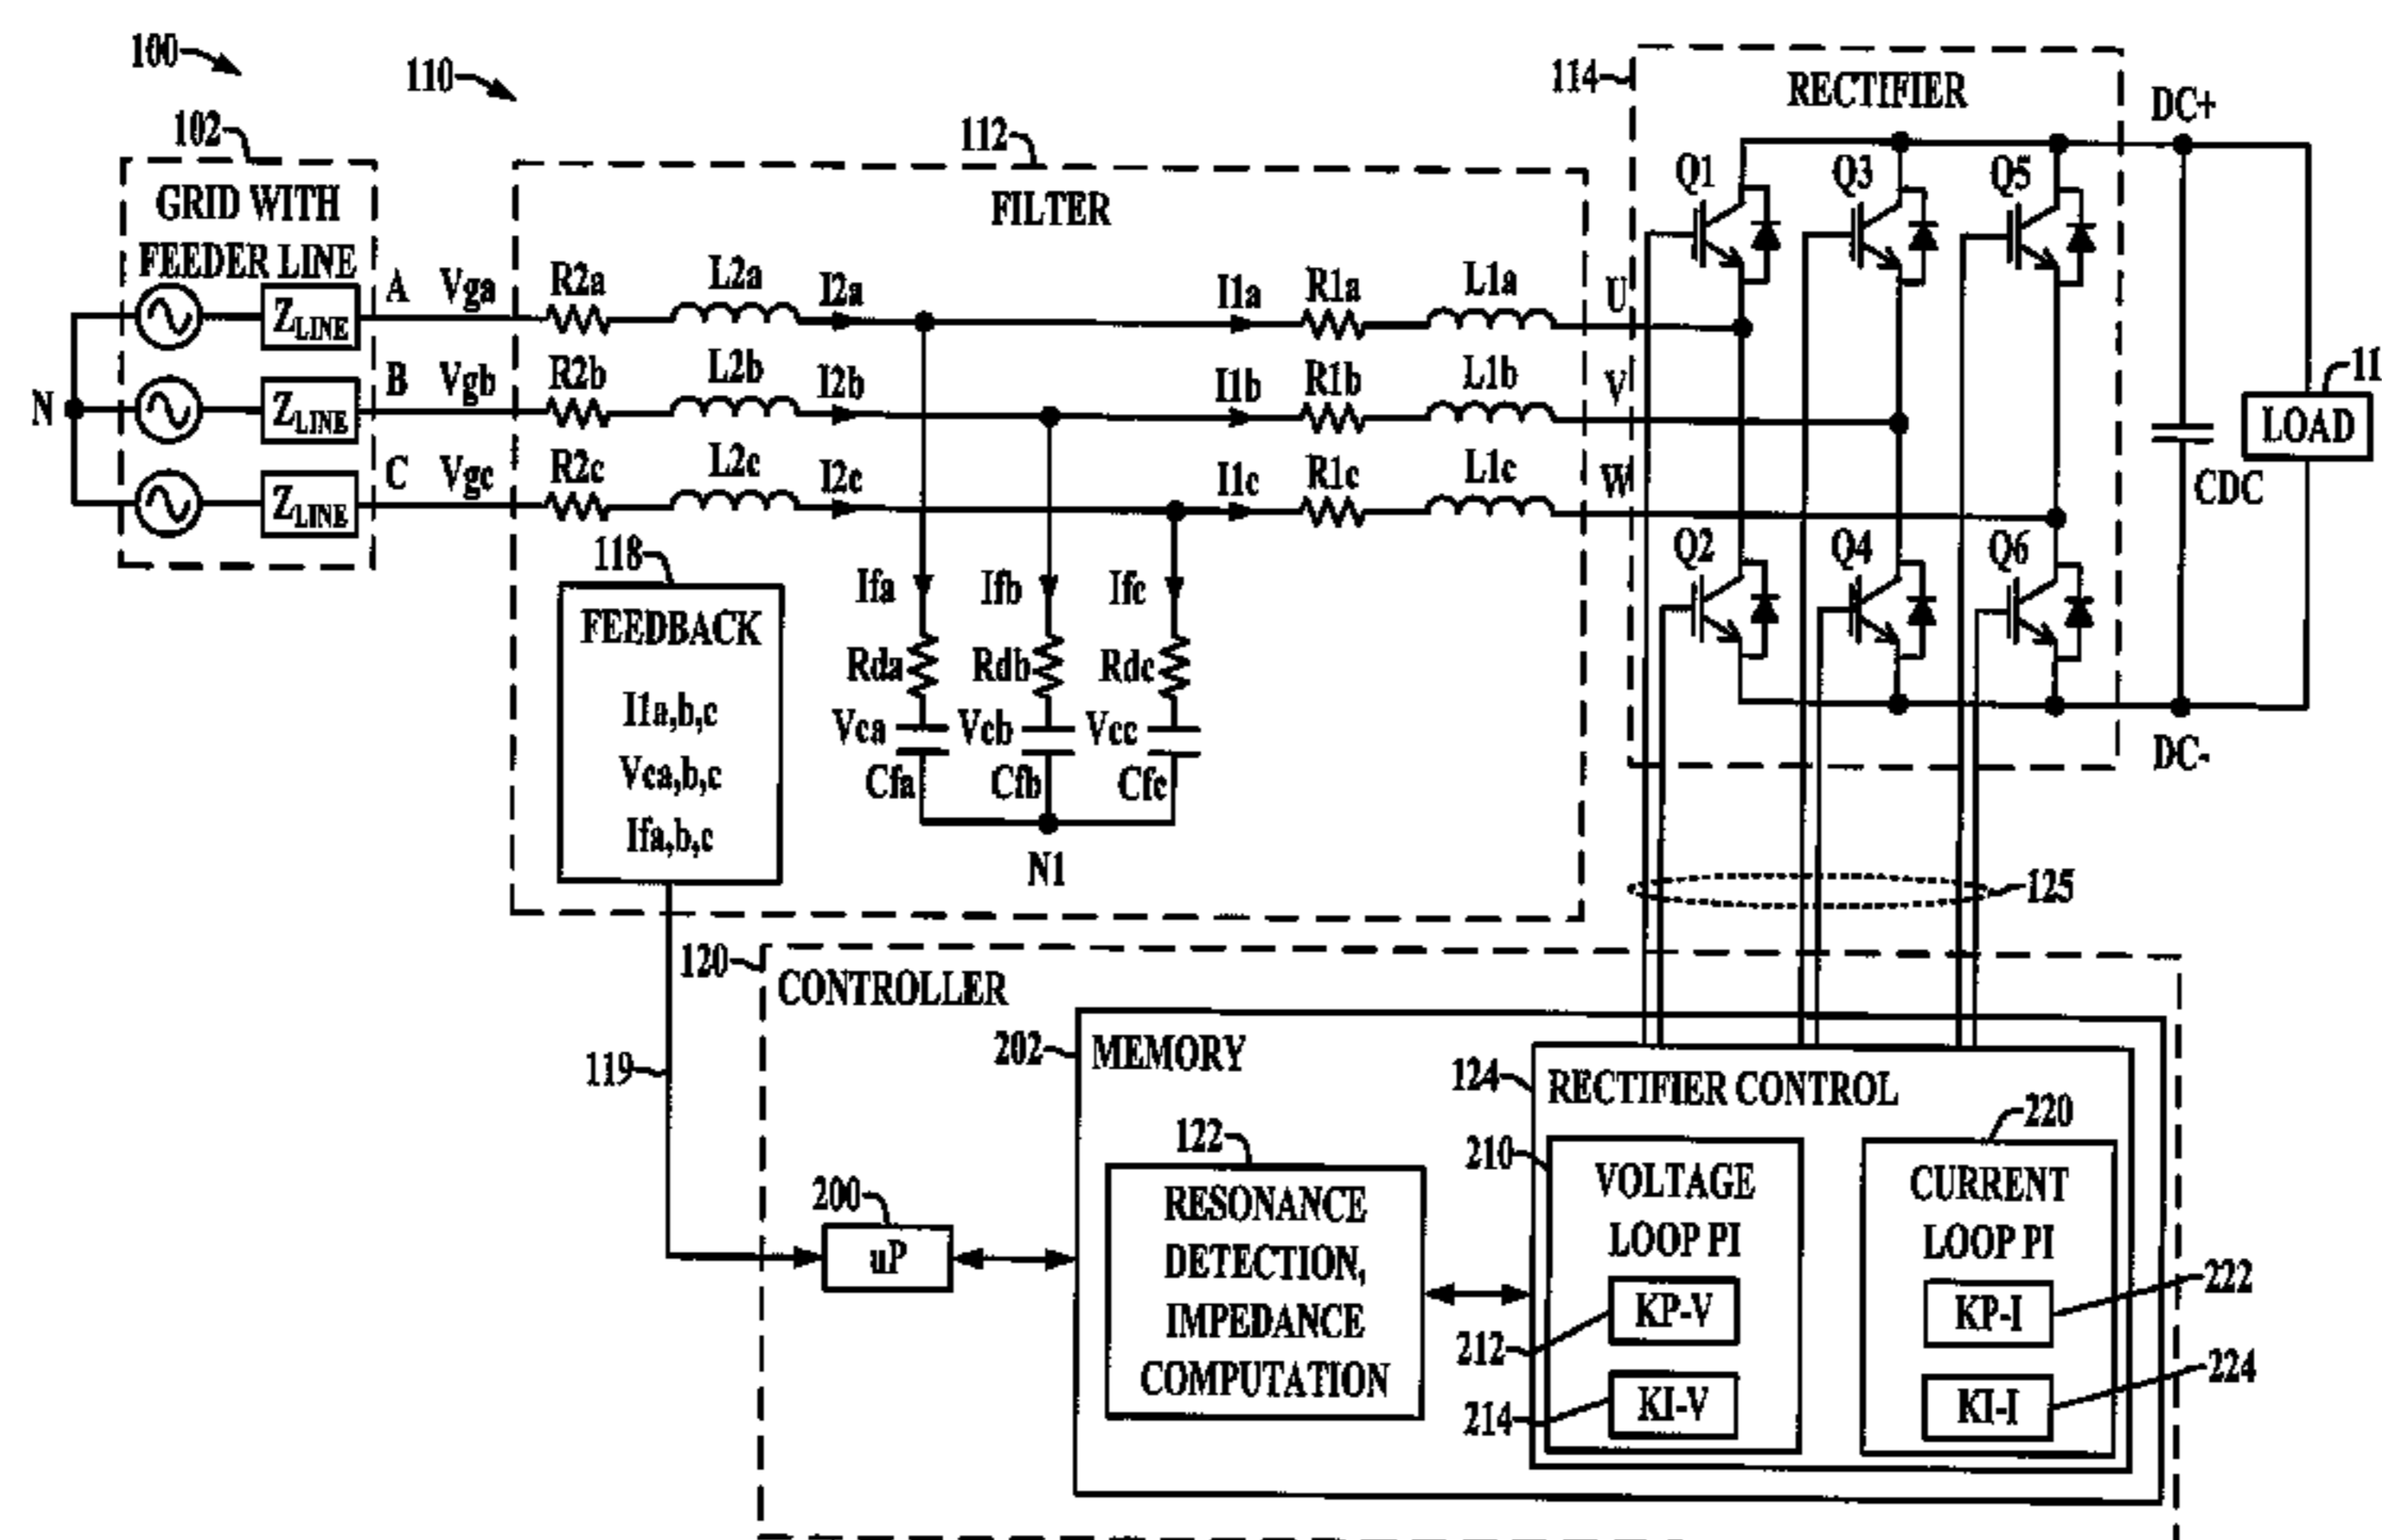 100
110
102
112
114
GRID WITH
FEEDER LINE
FILTER
RECTIFIER
DC+
Q1
Q3
Q5
N
Z LINE
A
Vga
R2a
L2a
I2a
I1a
R1a
L1a
U
Z LINE
B
Vgb
R2b
L2b
I2b
I1b
R1b
L1b
V
11
LOAD
Z LINE
C
Vgc
R2c
L2c
I2c
I1c
R1c
L1c
W
CDC
Q2
Q4
Q6
118
FEEDBACK
I1a,b,c
Vca,b,c
Ifa,b,c
Ifa
Ifb
Ifc
Rda
Rdb
Rdc
Vca
Vcb
Vcc
Cfa
Cfb
Cfc
N1
DC-
125
119
120
CONTROLLER
202
MEMORY
124
RECTIFIER CONTROL
200
uP
122
RESONANCE
DETECTION,
IMPEDANCE
COMPUTATION
210
VOLTAGE
LOOP PI
212
KP-V
214
KI-V
220
CURRENT
LOOP PI
222
KP-I
224
KI-I